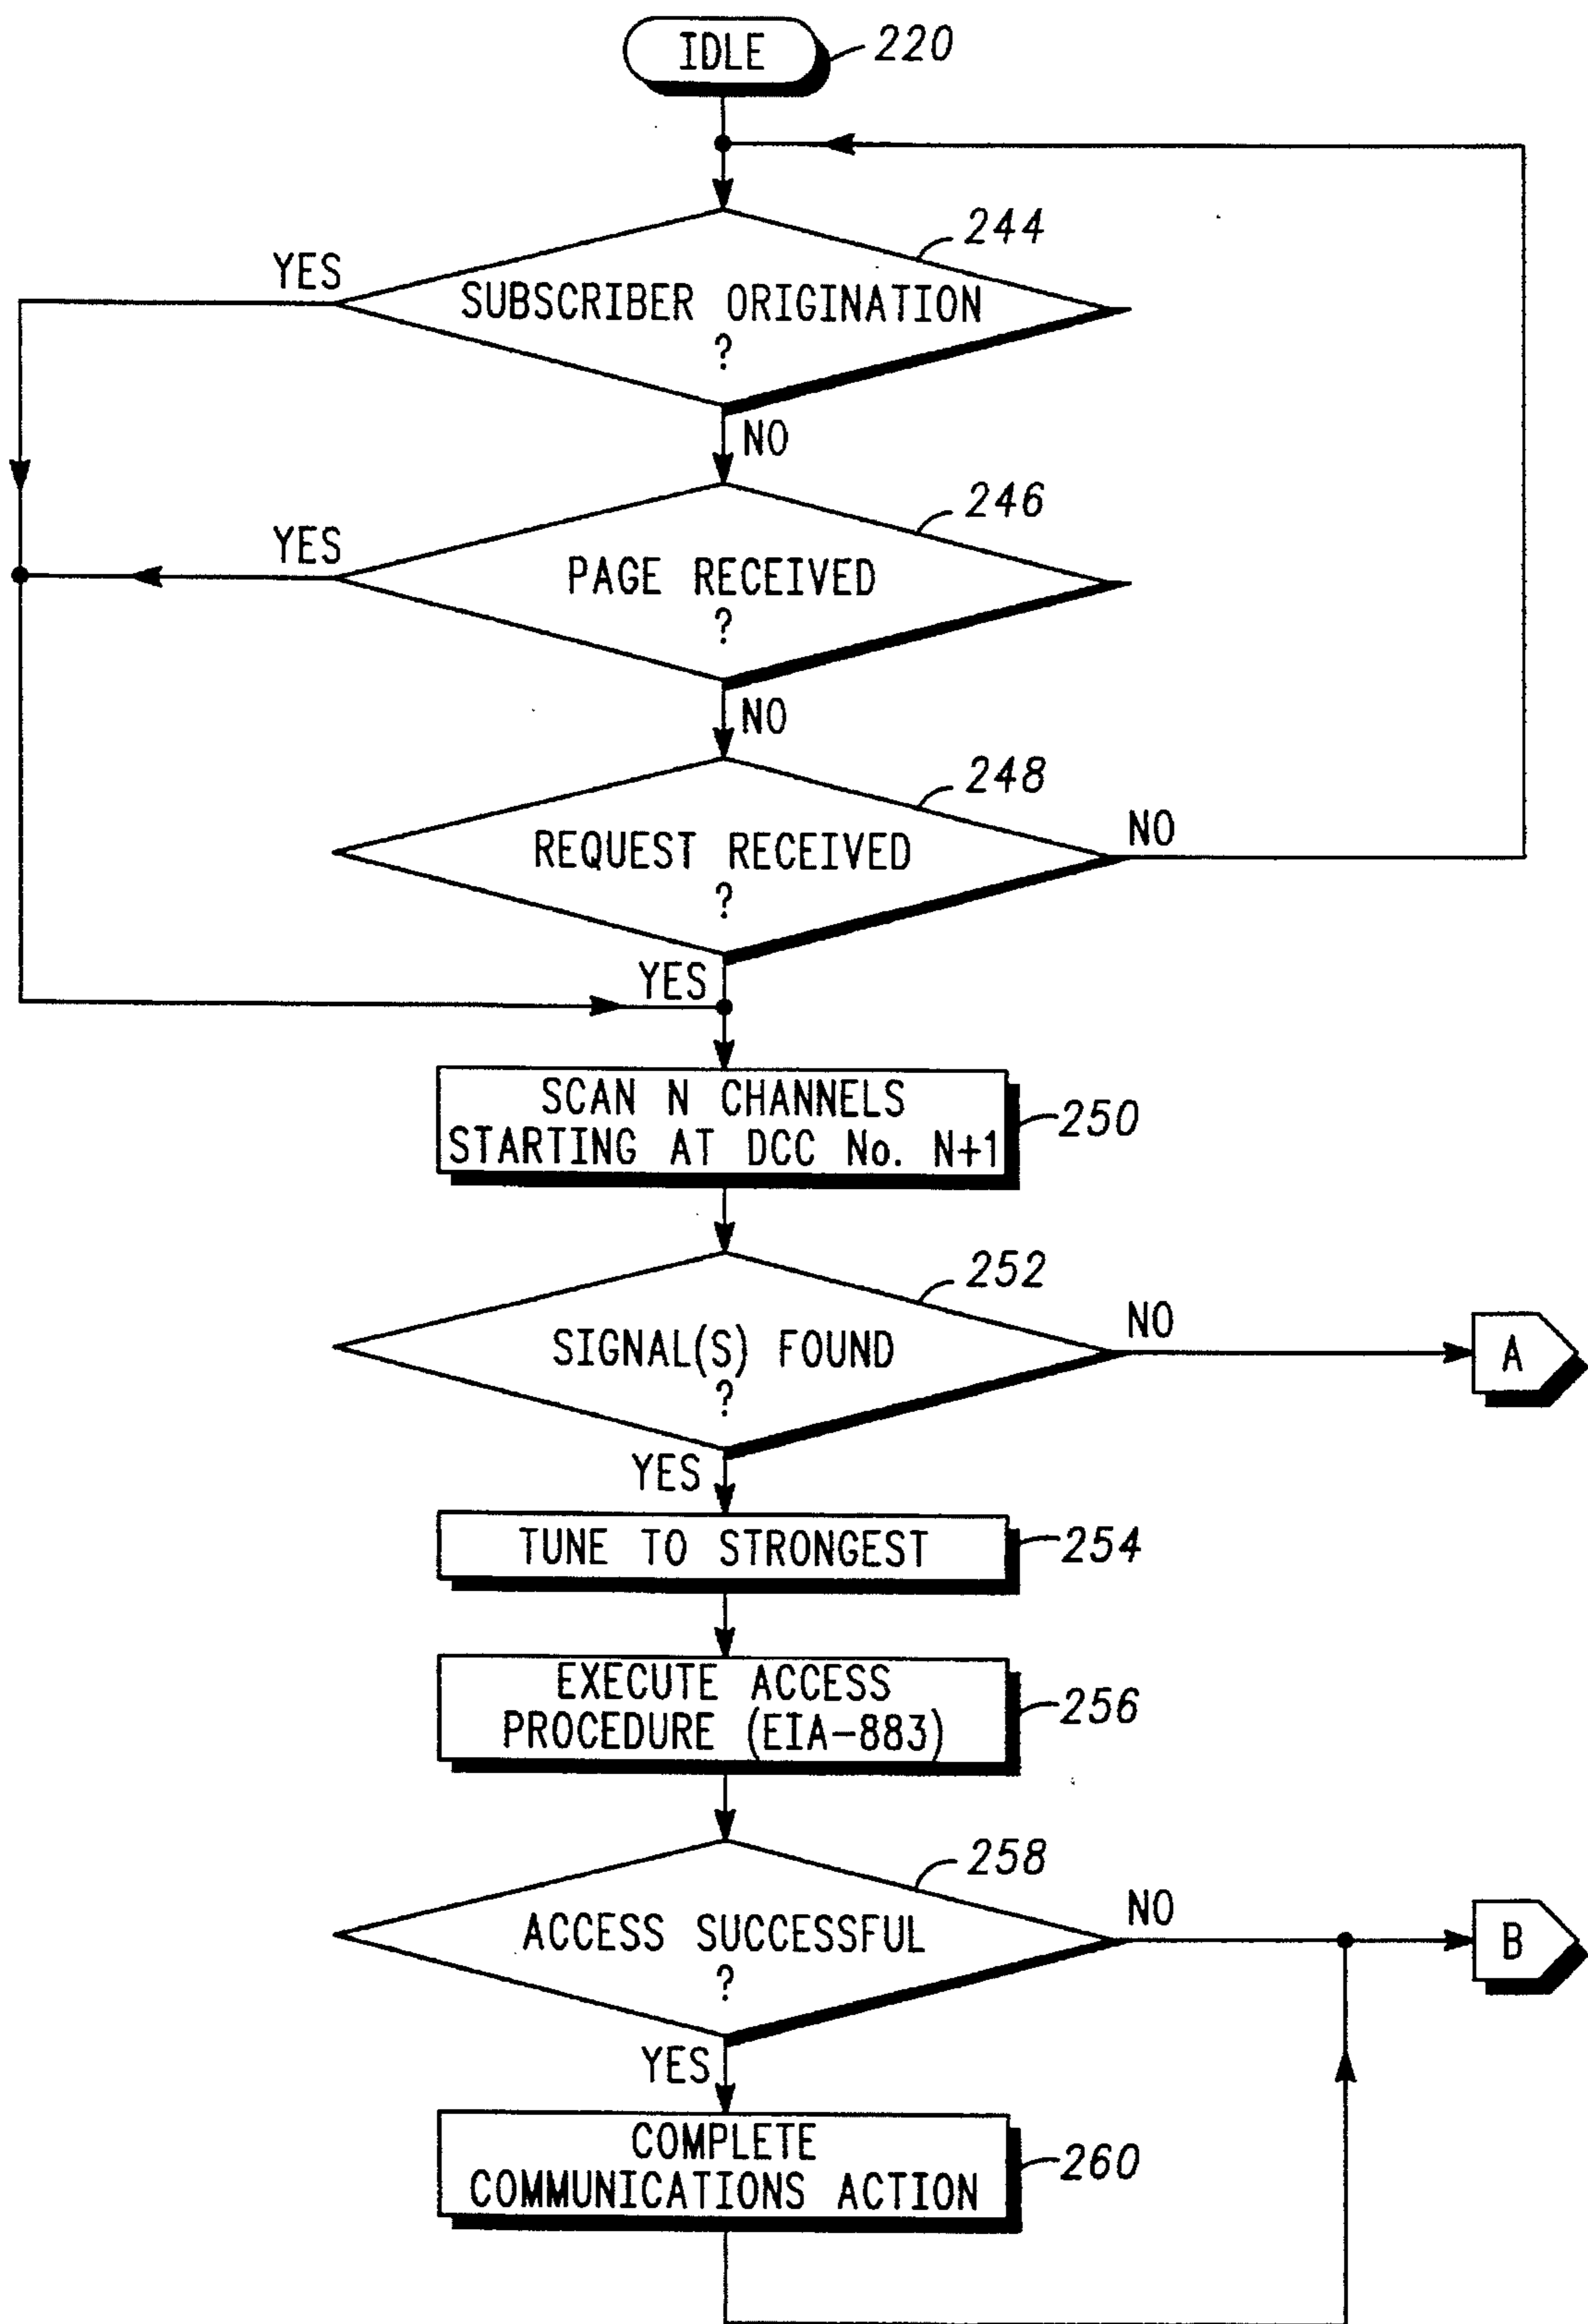 IDLE
220
244
YES
SUBSCRIBER ORIGINATION
?
NO
246
YES
PAGE RECEIVED
?
NO
248
NO
REQUEST RECEIVED
?
YES
SCAN N CHANNELS
STARTING AT DCC No. N+1
250
252
NO
SIGNAL(S) FOUND
?
A
YES
TUNE TO STRONGEST
254
EXECUTE ACCESS
PROCEDURE (EIA-883)
256
258
NO
ACCESS SUCCESSFUL
?
B
YES
COMPLETE
COMMUNICATIONS ACTION
260